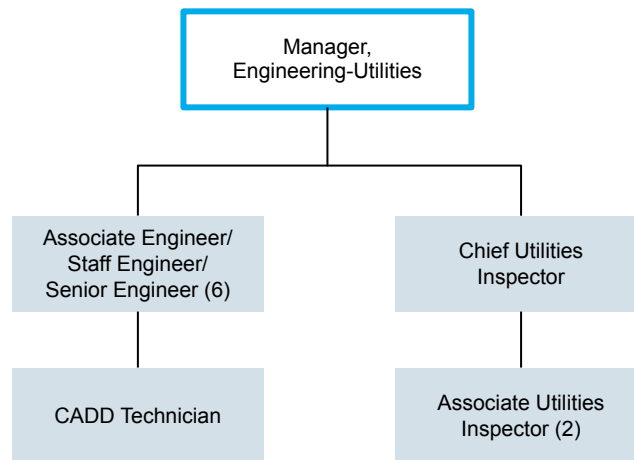 Manager,
Engineering-Utilities
Associate Engineer/
Staff Engineer/
Senior Engineer (6)
Chief Utilities
Inspector
CADD Technician
Associate Utilities
Inspector (2)